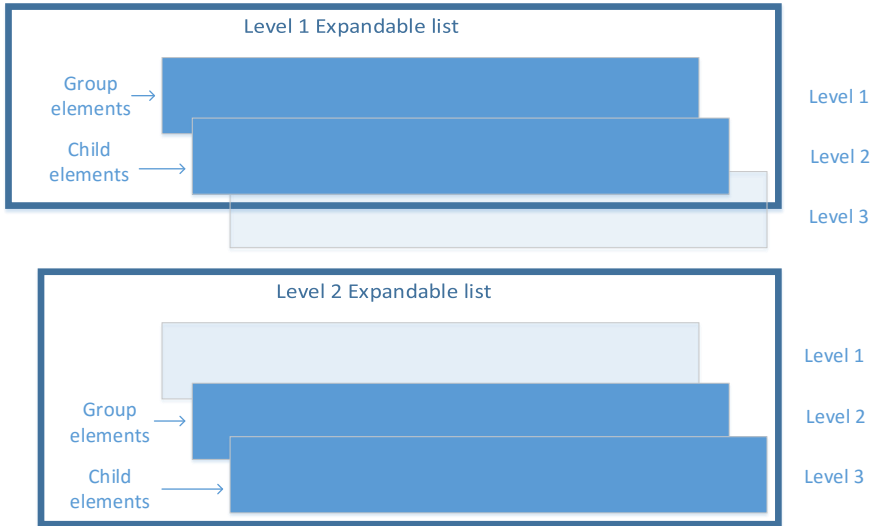 Level 1 Expandable list
Group
elements
Level 1
Child
elements
Level 2
Level 3
Level 2 Expandable list
Level 1
Group
elements
Level 2
Child
elements
Level 3